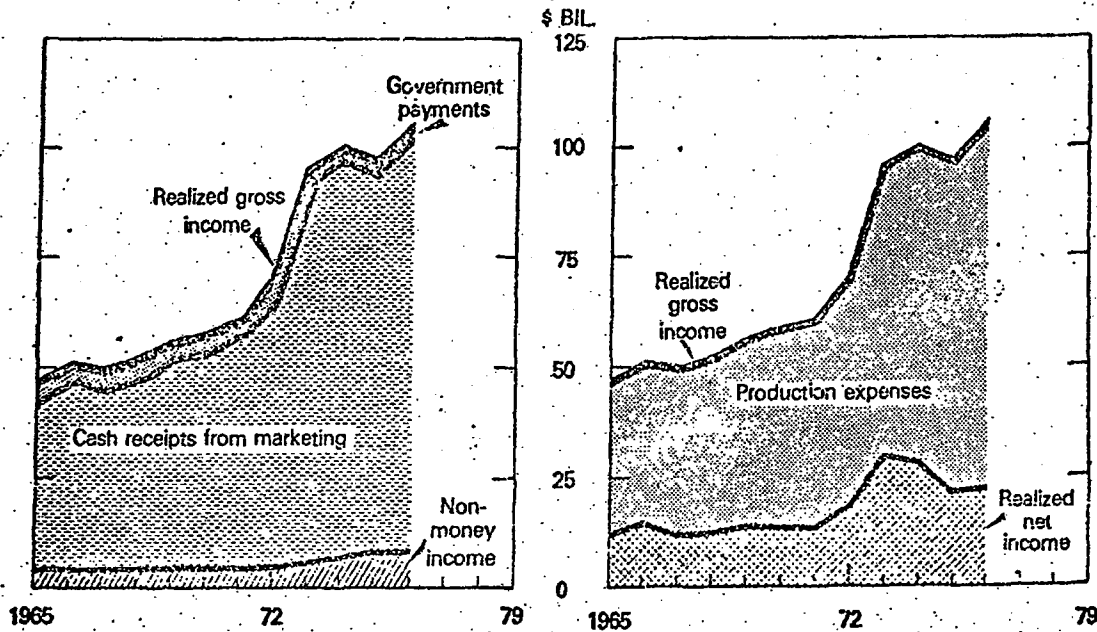 $ BIL.
125
Government
payments
100
Realized gross
income
75
Realized
gross
income
50
Production expenses
Cash receipts from marketing
25
Non-
money
income
Realized
net
income
0
1965
72
79
1965
72
79